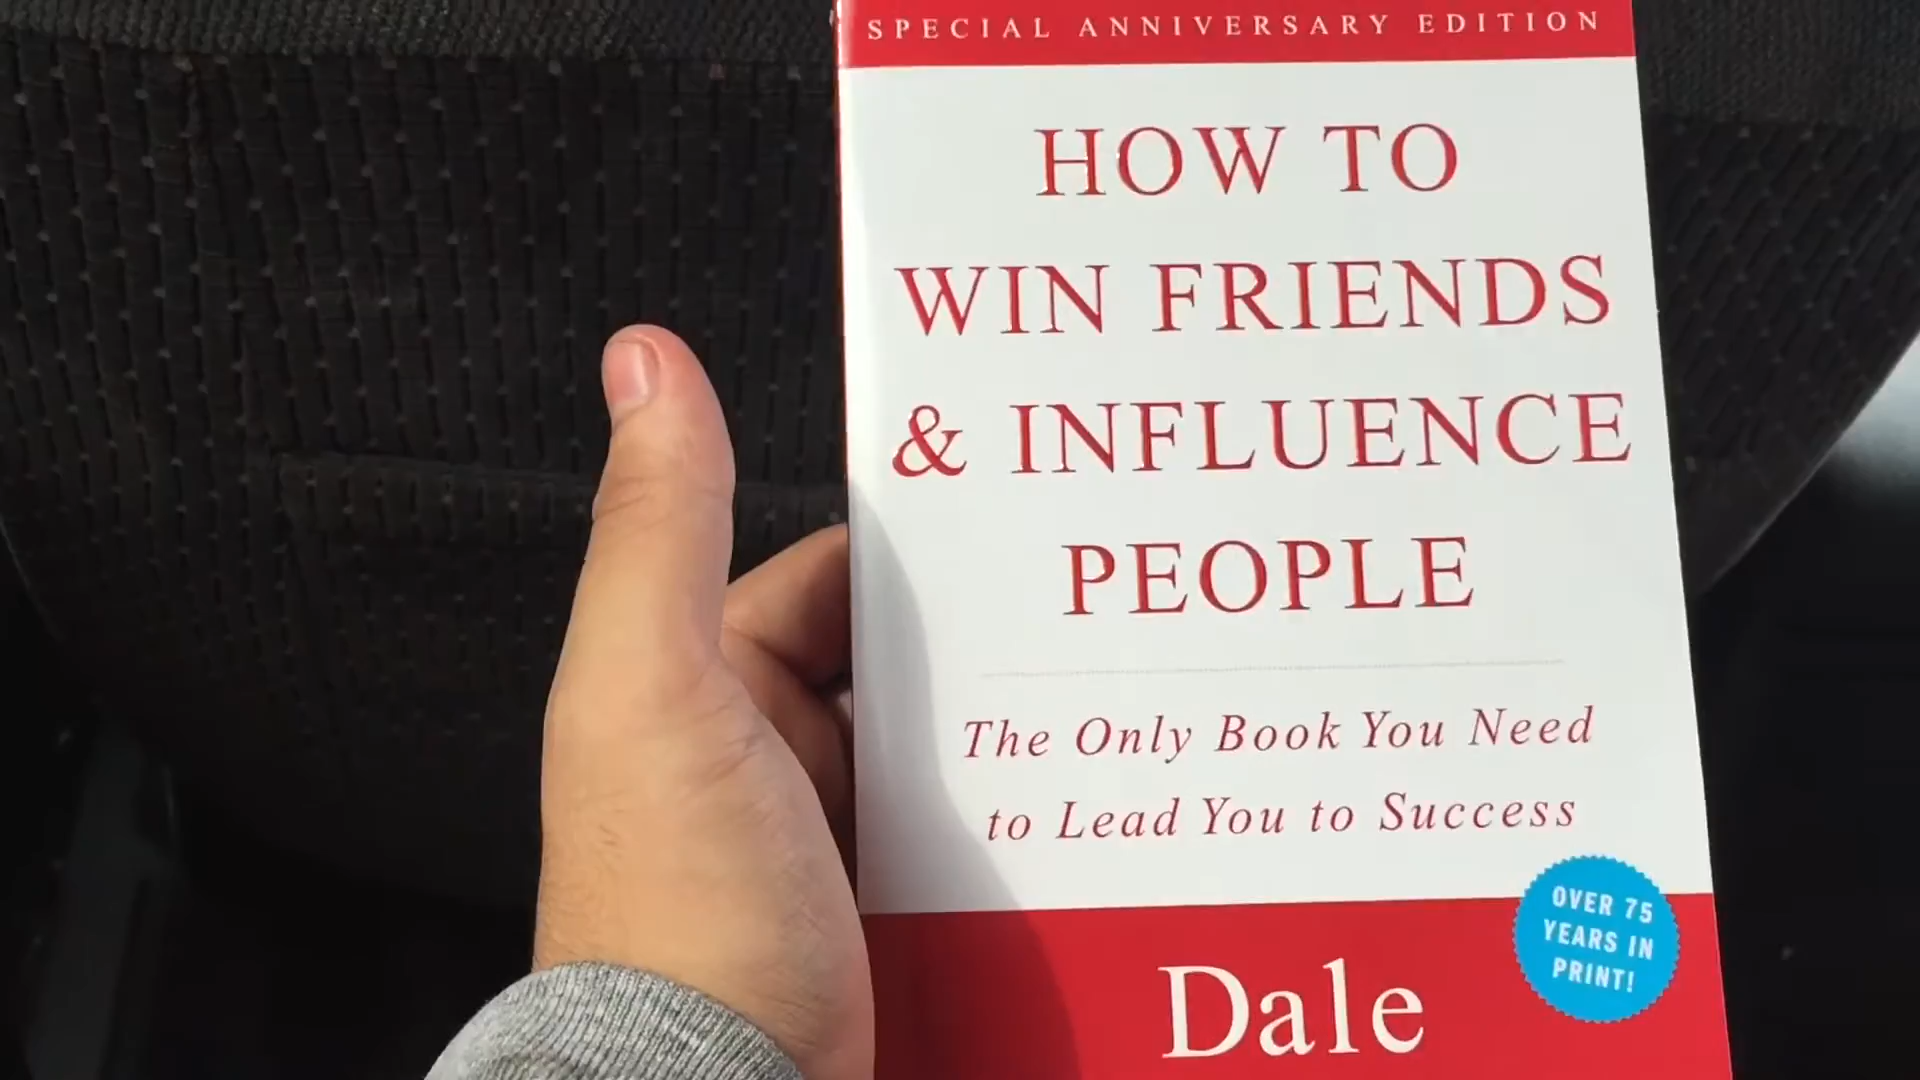 SPECIAL ANNIVERSARY EDITION
HOW TO
WIN FRIENDS
& INFLUENCE
PEOPLE
The Only Book You Need
to Lead You to Success
OVER 75
YEARS IN
PRINT!
Dale